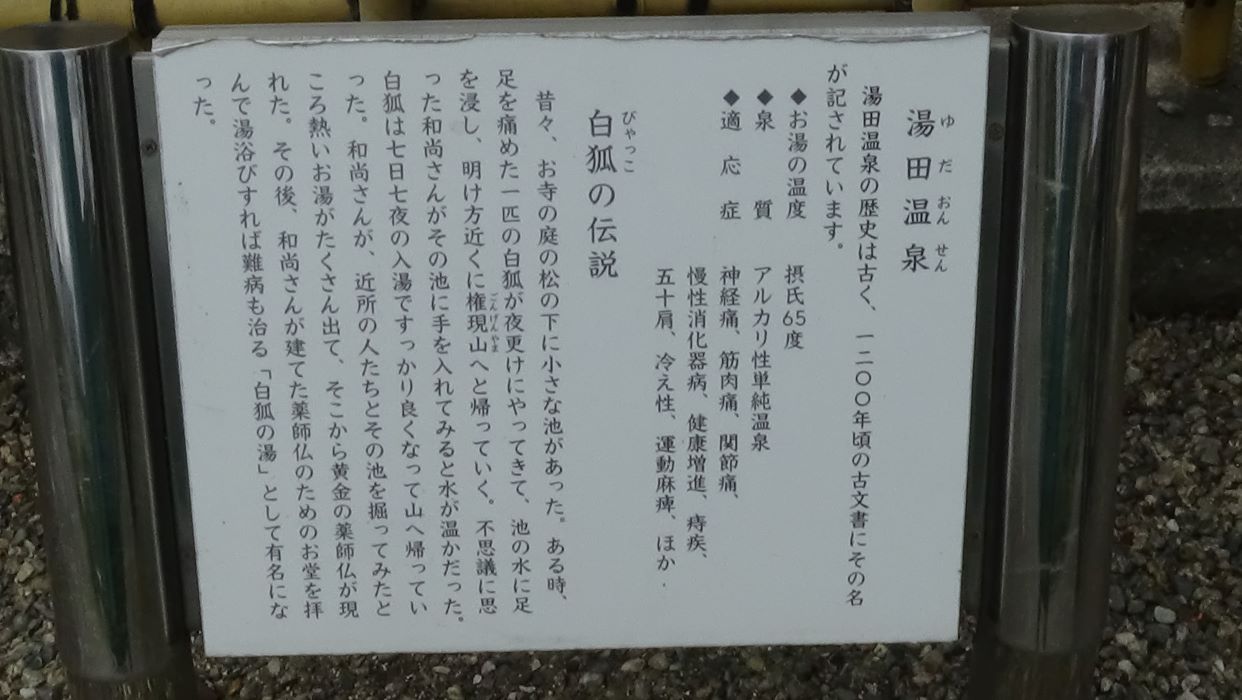 湯田温泉
ゆだおんせん
湯田温泉の歴史は古く、一二〇〇年頃の古文書にその名
が記されています。
◆お湯の温度 摂氏65度
◆泉質 アルカリ性単純温泉
◆適応症 神経痛、筋肉痛、関節痛、
慢性消化器病、健康増進、痔疾、
五十肩、冷え性、運動麻痺、ほか
白狐の伝説
びゃっこ
昔々、お寺の庭の松の下に小さな池があった。ある時、
足を痛めた一匹の白狐が夜更けにやってきて、池の水に足
を浸し、明け方近くに権現山へと帰っていく。不思議に思
ごんげんやま
った和尚さんがその池に手を入れてみると水が温かだった。
白狐は七日七夜の入湯ですっかり良くなって山へ帰ってい
った。和尚さんが、近所の人たちとその池を掘ってみたと
ころ熱いお湯がたくさん出て、そこから黄金の薬師仏が現
れた。その後、和尚さんが建てた薬師仏のためのお堂を拝
んで湯浴びすれば難病も治る「白狐の湯」として有名にな
った。